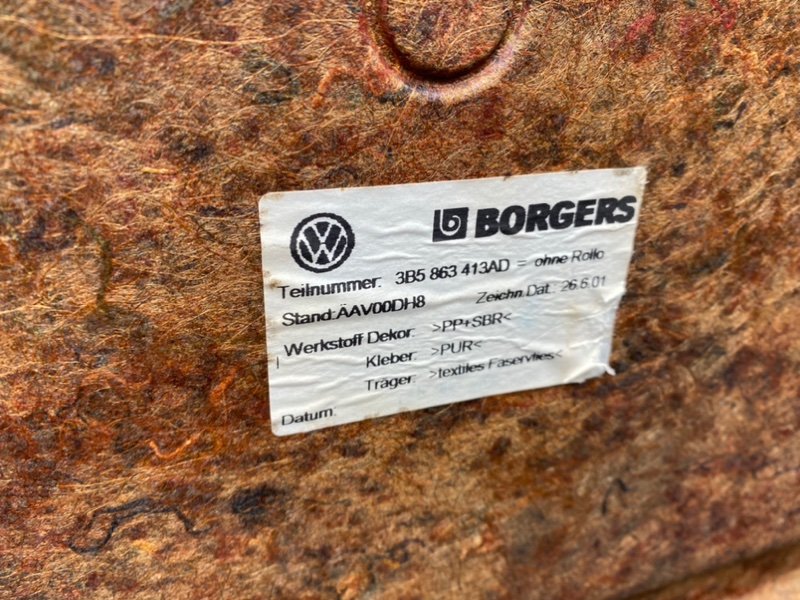 VW BORGERS
Teilnummer: 3B5 863 413AD = ohne Rollo
Stand:ÄAV00DH8 Zeichn.Dat.: 26.6.01
Werkstoff Dekor: >PP+SBR<
Kleber: >PUR<
Träger: >textiles Faservlies<
Datum: